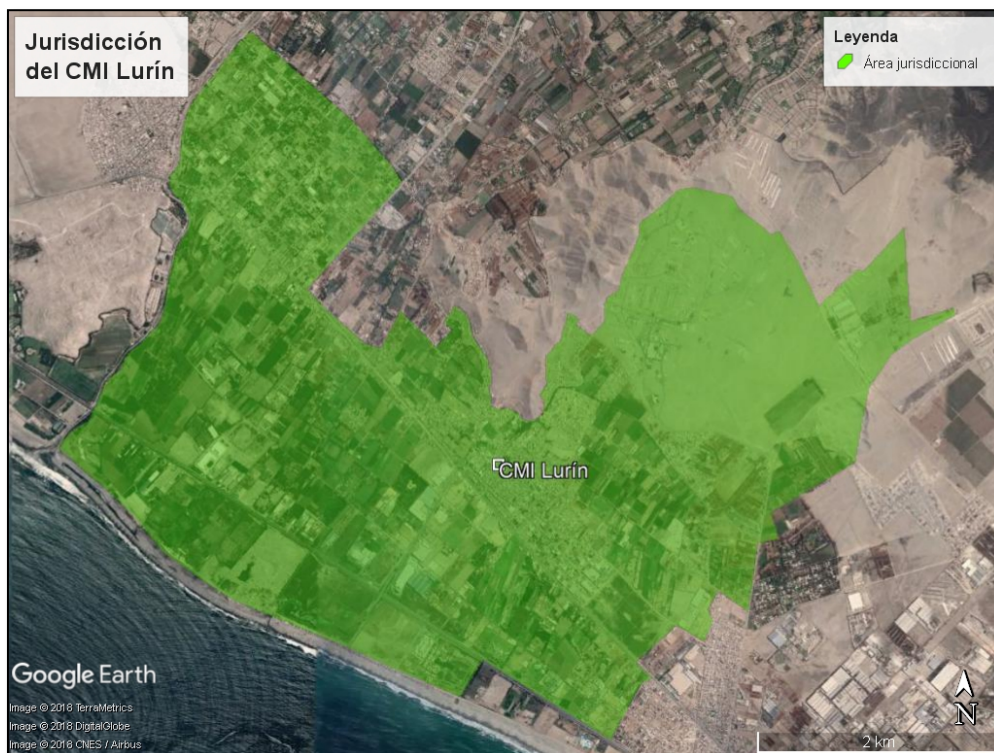 Jurisdicción
del CMI Lurín
Leyenda
Área jurisdiccional
CMI Lurín
Google Earth
Image © 2018 TerraMetrics
Image © 2018 DigitalGlobe
Image © 2018 CNES / Airbus
N
2 km